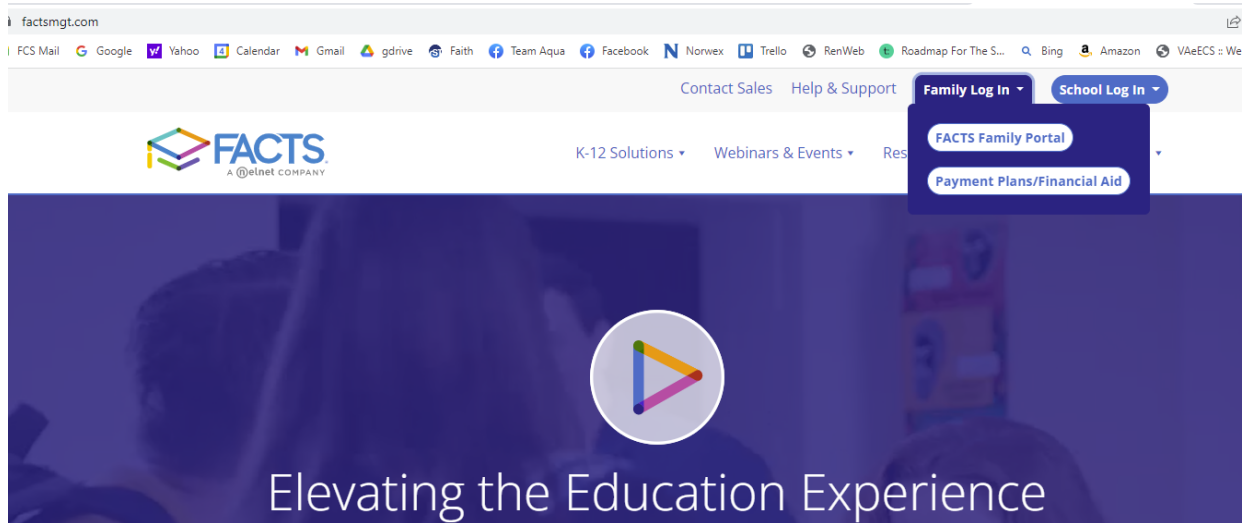 factsmgt.com
FCS Mail Google Yahoo Calendar Gmail gdrive Faith Team Aqua Facebook Norwex Trello RenWeb Roadmap For The S... Bing Amazon VAeECS :: We
Contact Sales Help & Support Family Log In School Log In
FACTS Family Portal
FACTS
A nelnet COMPANY
K-12 Solutions Webinars & Events Res
Payment Plans/Financial Aid
Elevating the Education Experience